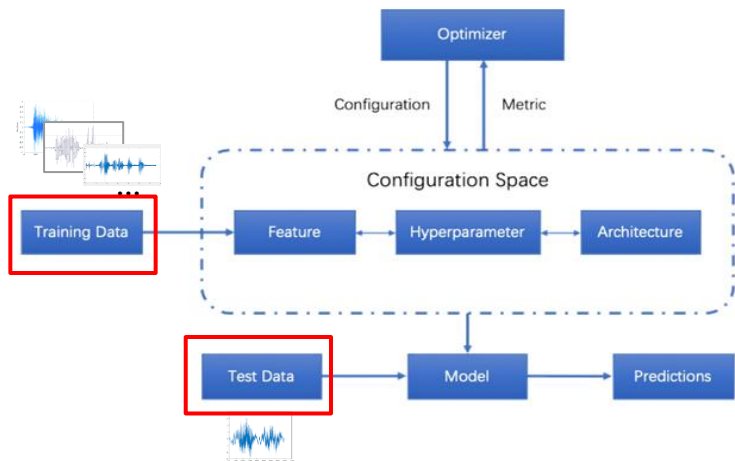 Optimizer
Configuration
Metric
Configuration Space
Training Data
Feature
Hyperparameter
Architecture
Test Data
Model
Predictions